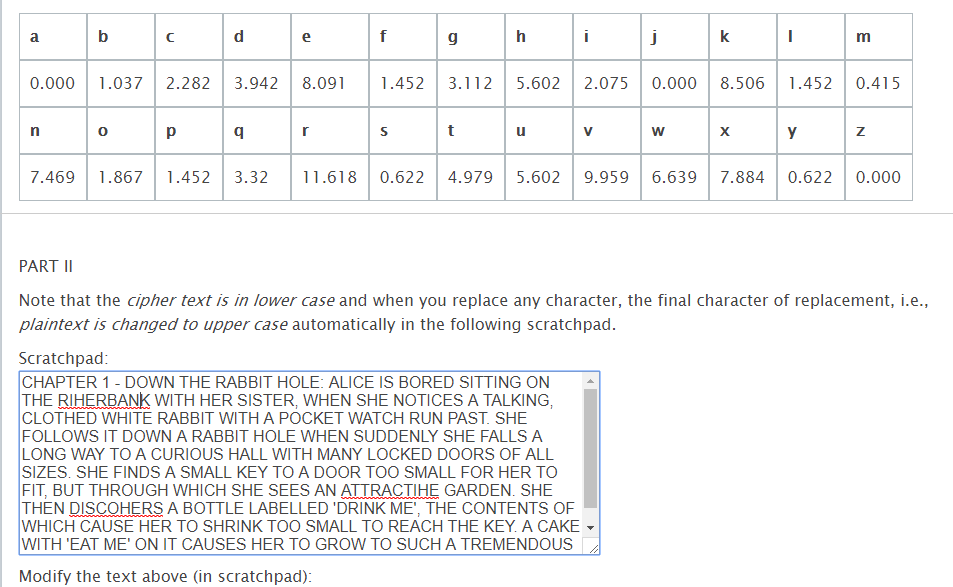 a b c d e f g h i j k l m
0.000 1.037 2.282 3.942 8.091 1.452 3.112 5.602 2.075 0.000 8.506 1.452 0.415
n o p q r s t u v w x y z
7.469 1.867 1.452 3.32 11.618 0.622 4.979 5.602 9.959 6.639 7.884 0.622 0.000
PART II
Note that the cipher text is in lower case and when you replace any character, the final character of replacement, i.e.,
plaintext is changed to upper case automatically in the following scratchpad.
Scratchpad:
CHAPTER 1 - DOWN THE RABBIT HOLE: ALICE IS BORED SITTING ON
THE RIHERBANK WITH HER SISTER, WHEN SHE NOTICES A TALKING,
CLOTHED WHITE RABBIT WITH A POCKET WATCH RUN PAST. SHE
FOLLOWS IT DOWN A RABBIT HOLE WHEN SUDDENLY SHE FALLS A
LONG WAY TO A CURIOUS HALL WITH MANY LOCKED DOORS OF ALL
SIZES. SHE FINDS A SMALL KEY TO A DOOR TOO SMALL FOR HER TO
FIT, BUT THROUGH WHICH SHE SEES AN ATTRACTIHE GARDEN. SHE
THEN DISCOHERS A BOTTLE LABELLED 'DRINK ME', THE CONTENTS OF
WHICH CAUSE HER TO SHRINK TOO SMALL TO REACH THE KEY. A CAKE
WITH 'EAT ME' ON IT CAUSES HER TO GROW TO SUCH A TREMENDOUS
Modify the text above (in scratchpad):